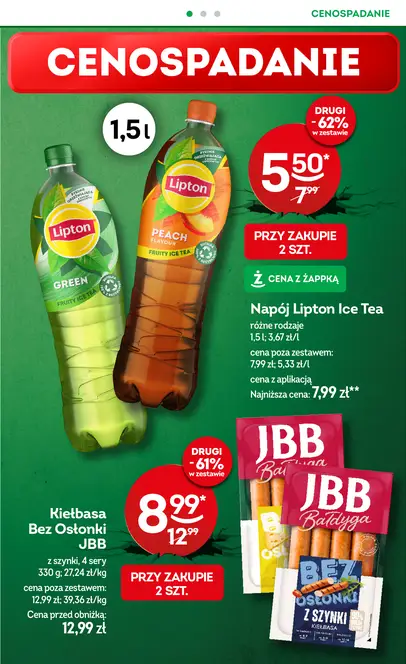 CENOSPADANIE
CENOSPADANIE
1,5 l
DRUGI
-62%
w zestawie
5,50*
7,99
PRZY ZAKUPIE
2 SZT.
Ż CENA Z ŻAPPKĄ
Lipton
GREEN
FRUITY ICE TEA
Lipton
PEACH
FLAVOUR
FRUITY ICE TEA
Napój Lipton Ice Tea
różne rodzaje
1,5 l; 3,67 zł/l
cena poza zestawem:
7,99 zł; 5,33 zł/l
cena z aplikacją
Najniższa cena: 7,99 zł**
DRUGI
-61%
w zestawie
8,99*
12,99
PRZY ZAKUPIE
2 SZT.
Kiełbasa
Bez Osłonki
JBB
z szynki, 4 sery
330 g; 27,24 zł/kg
cena poza zestawem:
12,99 zł; 39,36 zł/kg
Cena przed obniżką:
12,99 zł
JBB
Bałdyga
JBB
Bałdyga
BEZ
OSŁONKI
Z SZYNKI
KIEŁBASA